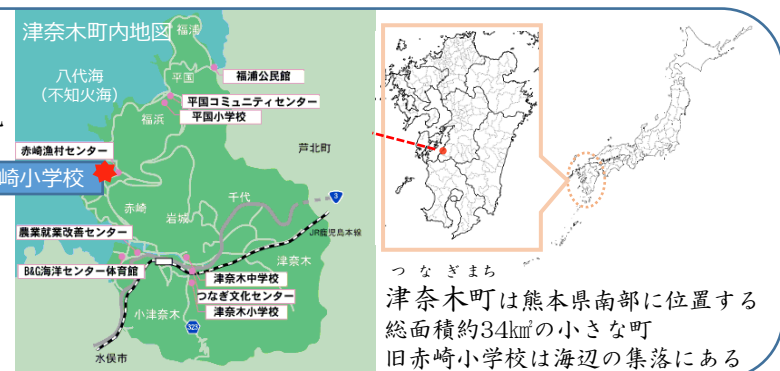 津奈木町内地図
福浦
八代海
(不知火海)
平国
福浦公民館
平国コミュニティセンター
平国小学校
福浜
赤崎漁村センター
芦北町
崎小学校
千代
3
赤崎
岩城
JR鹿児島本線
農業就業改善センター
津奈木
B&G海洋センター体育館
津奈木中学校
つなぎ文化センター
津奈木小学校
小津奈木
323
水俣市
つなぎまち
津奈木町は熊本県南部に位置する
総面積約34㎢の小さな町
旧赤崎小学校は海辺の集落にある